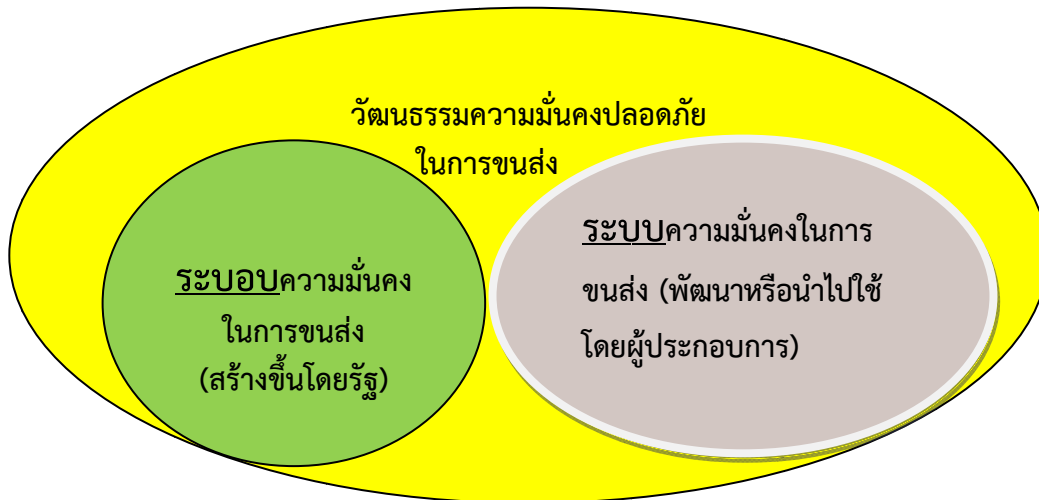 วัฒนธรรมความมั่นคงปลอดภัย
ในการขนส่ง
ระบอบความมั่นคง
ในการขนส่ง
(สร้างขึ้นโดยรัฐ)
ระบบความมั่นคงในการ
ขนส่ง (พัฒนาหรือนำไปใช้
โดยผู้ประกอบการ)